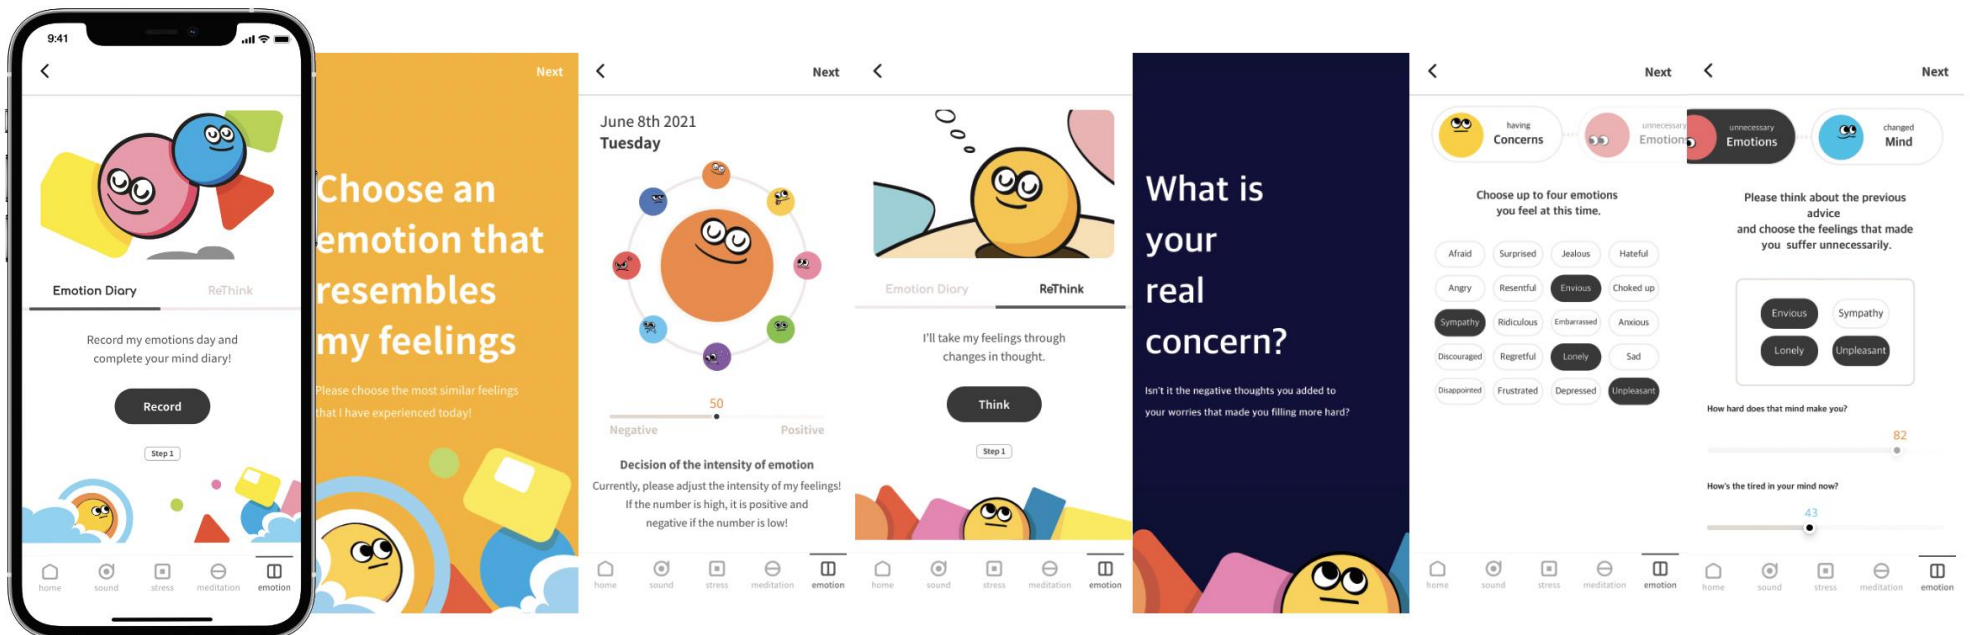 9:41
Emotion Diary
ReThink
Record my emotions day and
complete your mind diary!
Record
Step 1
home
sound
stress
meditation
emotion
Next
Choose an
emotion that
resembles
my feelings
Please choose the most similar feelings
that I have experienced today!
Next
June 8th 2021
Tuesday
50
Negative
Positive
Decision of the intensity of emotion
Currently, please adjust the intensity of my feelings!
If the number is high, it is positive and
negative if the number is low!
home
sound
stress
meditation
emotion
Emotion Diary
ReThink
I'll take my feelings through
changes in thought.
Think
Step 1
home
sound
stress
meditation
emotion
What is
your
real
concern?
Isn't it the negative thoughts you added to
your worries that made you filling more hard?
Next
having
Concerns
unnecessary
Emotion
Choose up to four emotions
you feel at this time.
Afraid
Surprised
Jealous
Hateful
Angry
Resentful
Envious
Choked up
Sympathy
Ridiculous
Embarrassed
Anxious
Discouraged
Regretful
Lonely
Sad
Disappointed
Frustrated
Depressed
Unpleasant
home
sound
stress
meditation
emotion
Next
unnecessary
Emotions
changed
Mind
Please think about the previous
advice
and choose the feelings that made
you suffer unnecessarily.
Envious
Sympathy
Lonely
Unpleasant
How hard does that mind make you?
82
How's the tired in your mind now?
43
home
sound
stress
meditation
emotion